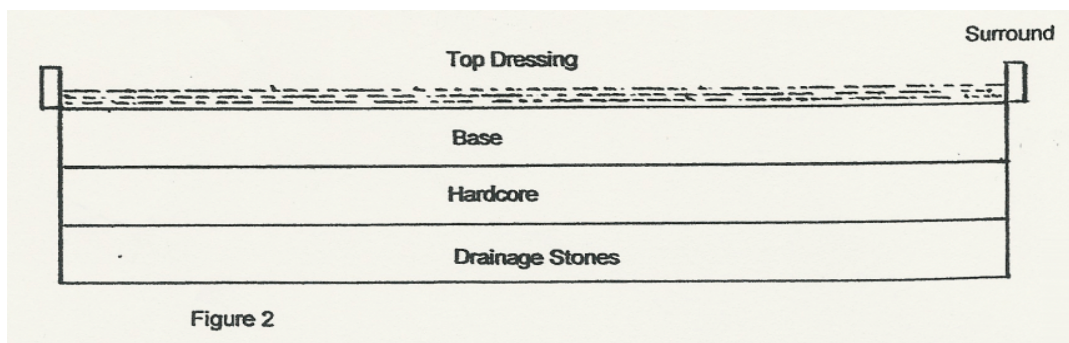 Surround
Top Dressing
Base
Hardcore
Drainage Stones
Figure 2